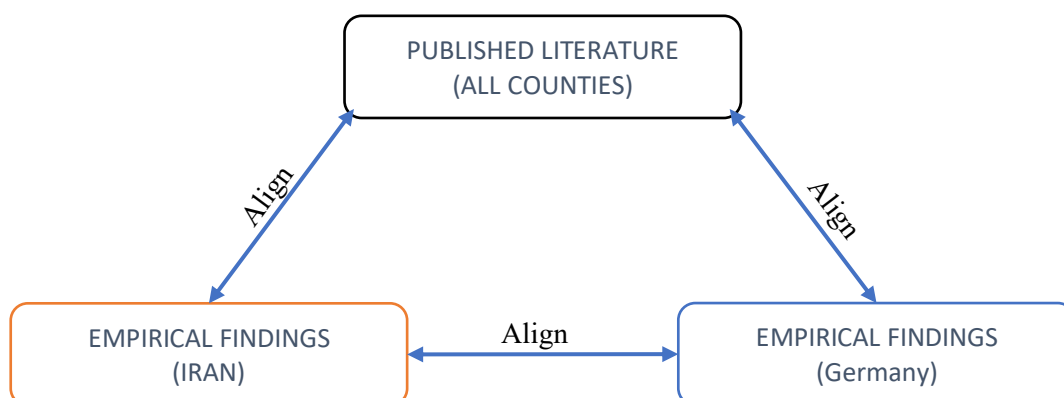 PUBLISHED LITERATURE
(ALL COUNTIES)
Align
Align
EMPIRICAL FINDINGS
(IRAN)
Align
EMPIRICAL FINDINGS
(Germany)